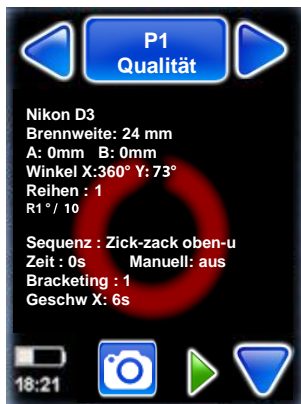 P1
Qualität
Nikon D3
Brennweite: 24 mm
A: 0mm B: 0mm
Winkel X:360° Y: 73°
Reihen : 1
R1 ° / 10
Sequenz : Zick-zack oben-u
Zeit : 0s Manuell: aus
Bracketing : 1
Geschw X: 6s
18:21